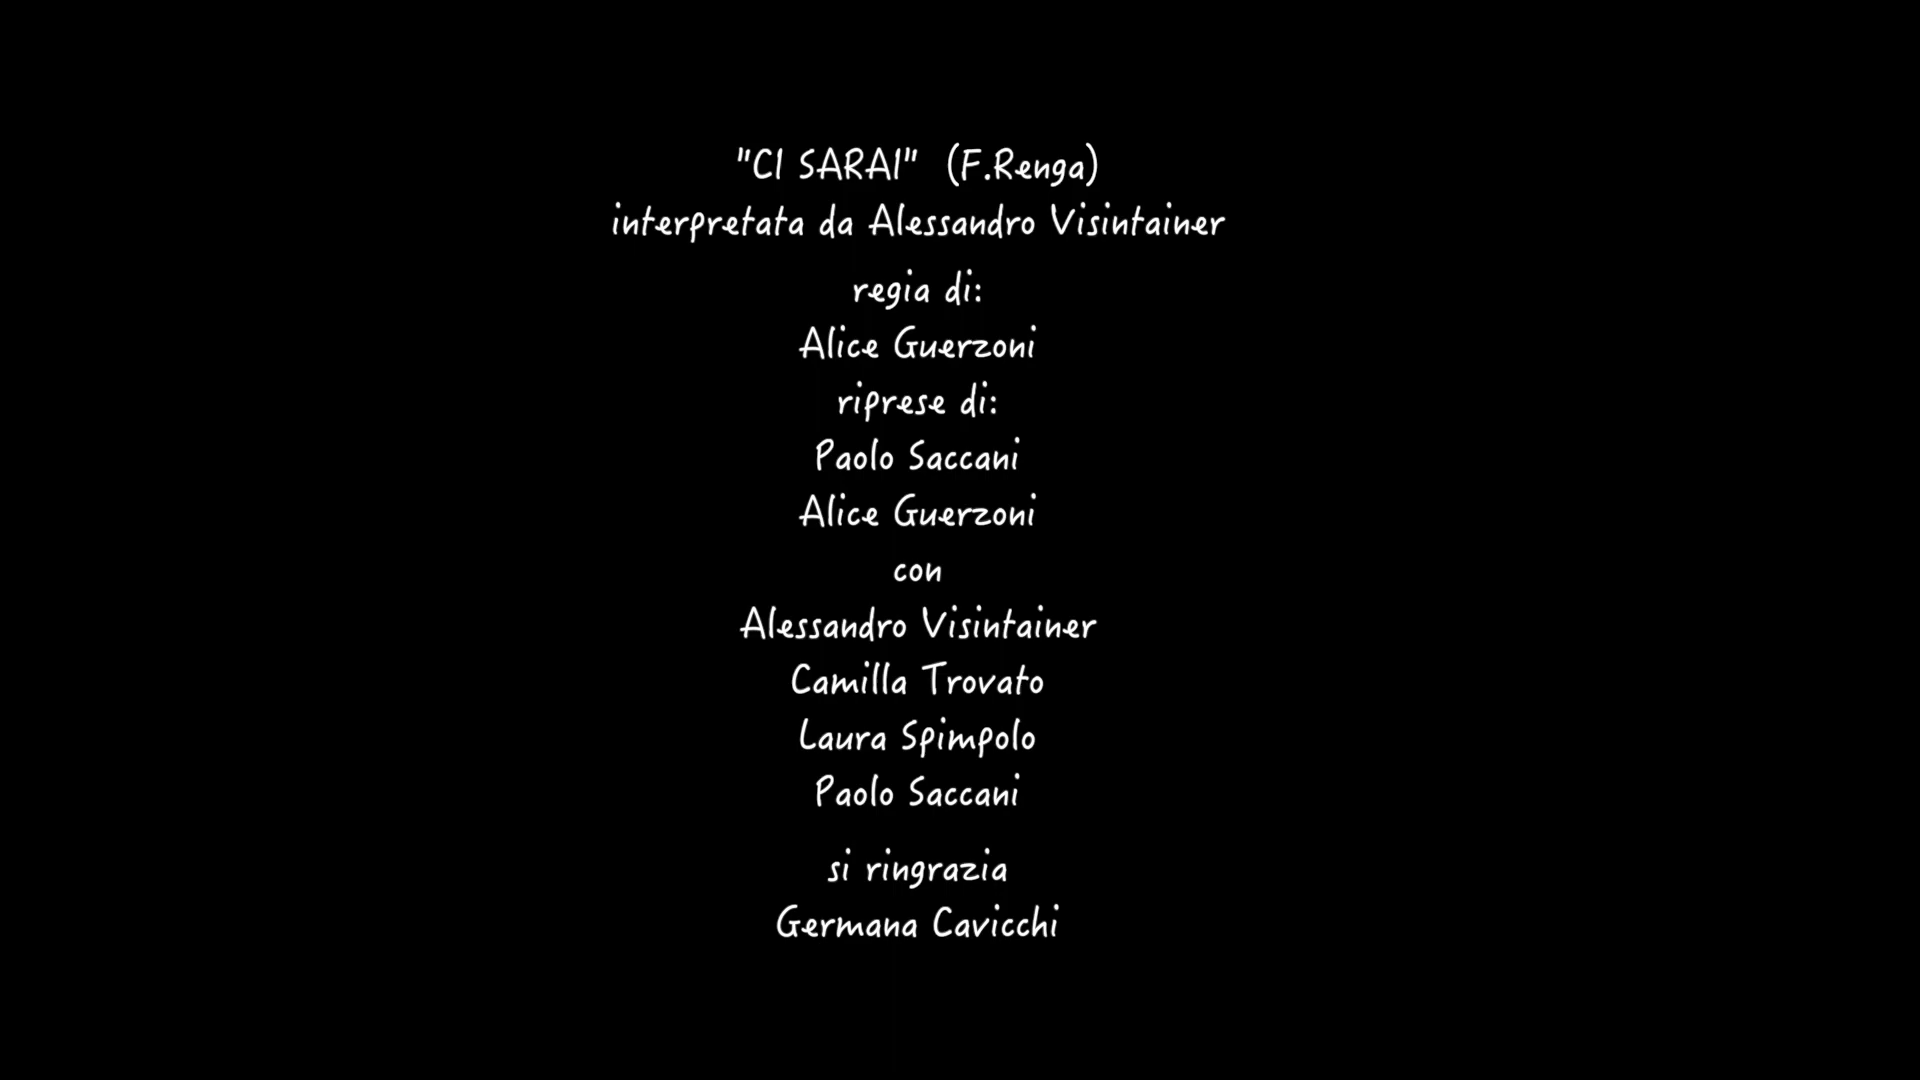 "CI SARAI" (F.Renga)
interpretata da Alessandro Visintainer
regia di:
Alice Guerzoni
riprese di:
Paolo Saccani
Alice Guerzoni
con
Alessandro Visintainer
Camilla Trovato
Laura Spimpolo
Paolo Saccani
si ringrazia
Germana Cavicchi